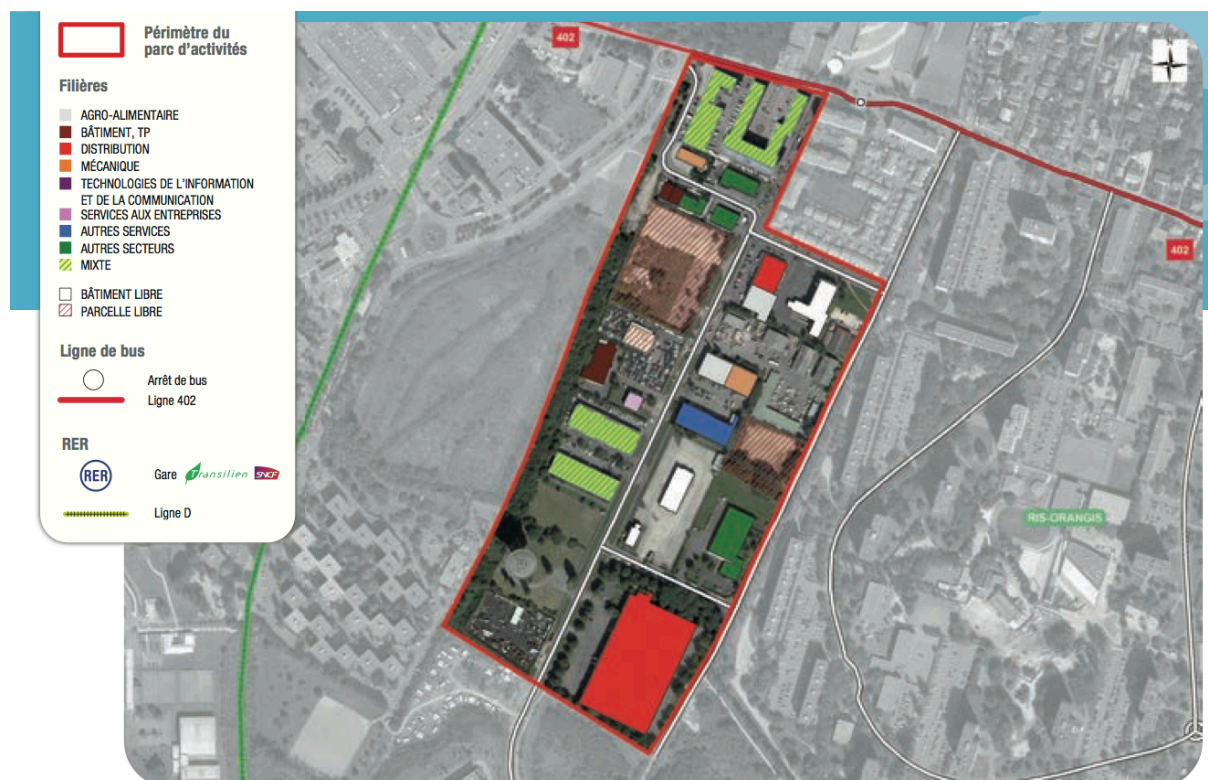 Périmètre du
parc d'activités
Filières
AGRO-ALIMENTAIRE
BÂTIMENT, TP
DISTRIBUTION
MÉCANIQUE
TECHNOLOGIES DE L'INFORMATION
ET DE LA COMMUNICATION
SERVICES AUX ENTREPRISES
AUTRES SERVICES
AUTRES SECTEURS
MIXTE
BÂTIMENT LIBRE
PARCELLE LIBRE
Ligne de bus
Arrêt de bus
Ligne 402
RER
RER
Gare Transilien SNCF
Ligne D
402
N
402
RIS-ORANGIS